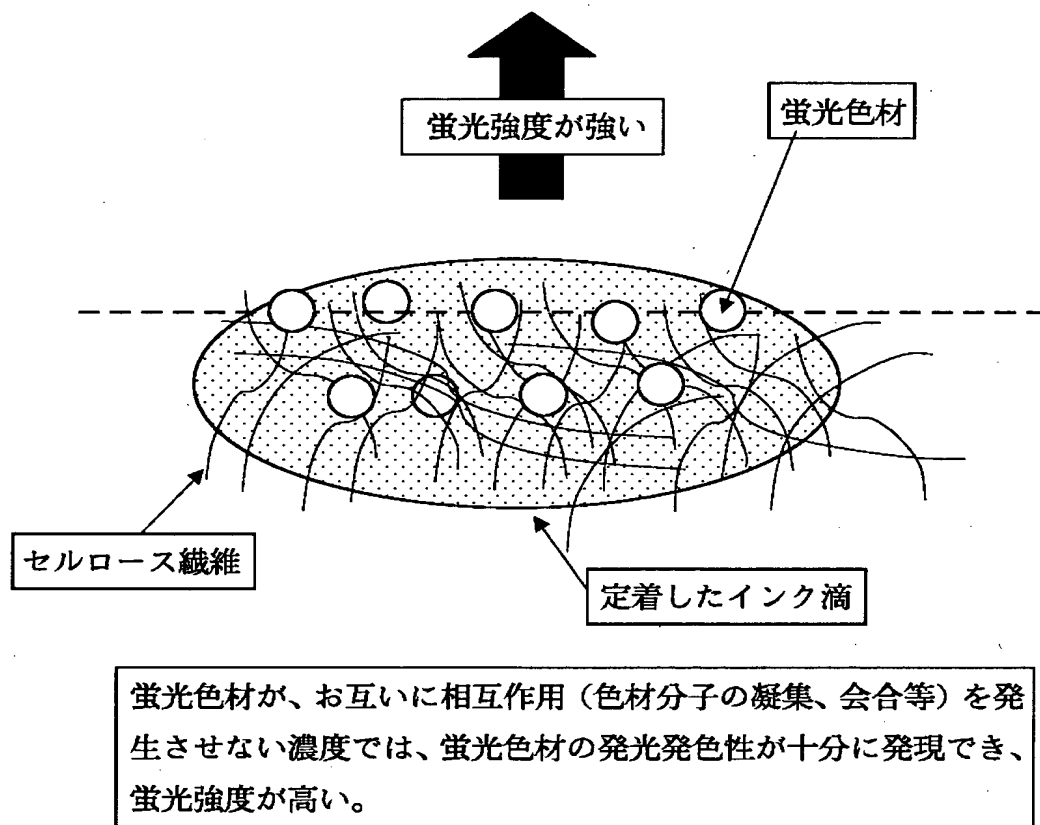 蛍光強度が強い
蛍光色材
セルロース繊維
定着したインク滴
蛍光色材が、お互いに相互作用（色材分子の凝集、会合等）を発
生させない濃度では、蛍光色材の発光発色性が十分に発現でき、
蛍光強度が高い。